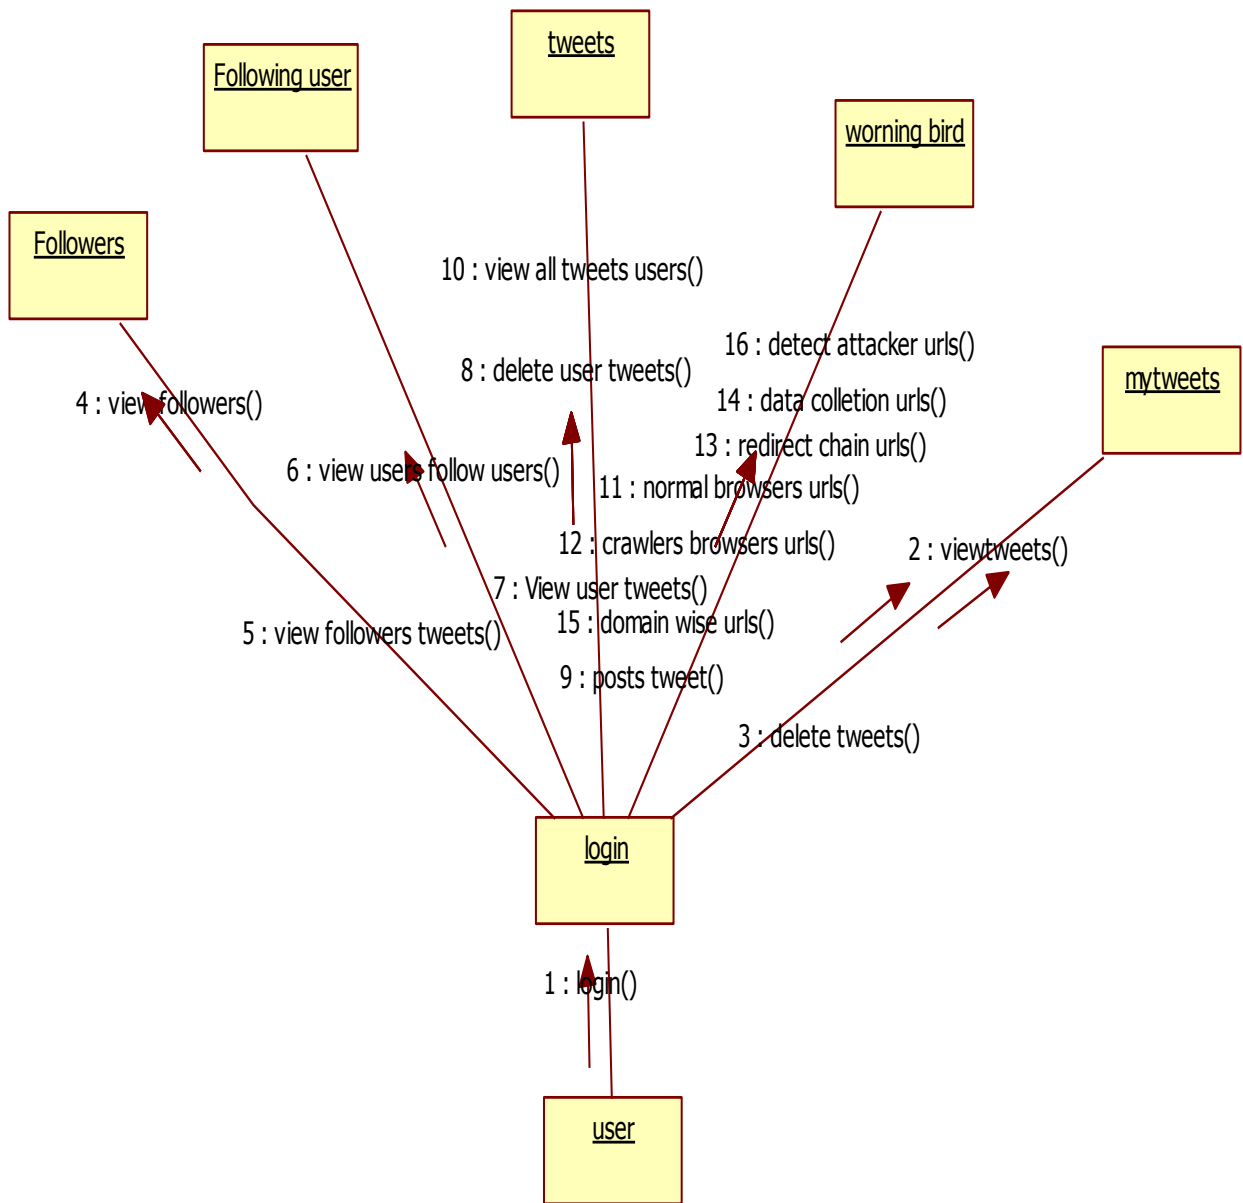 tweets
Following user
worning bird
Followers
10 : view all tweets users()
16 : detect attacker urls()
8 : delete user tweets()
mytweets
4 : view followers()
14 : data colletion urls()
13 : redirect chain urls()
6 : view users follow users()
11 : normal browsers urls()
12 : crawlers browsers urls()
2 : viewtweets()
7 : View user tweets()
15 : domain wise urls()
5 : view followers tweets()
9 : posts tweet()
3 : delete tweets()
login
1 : login()
user